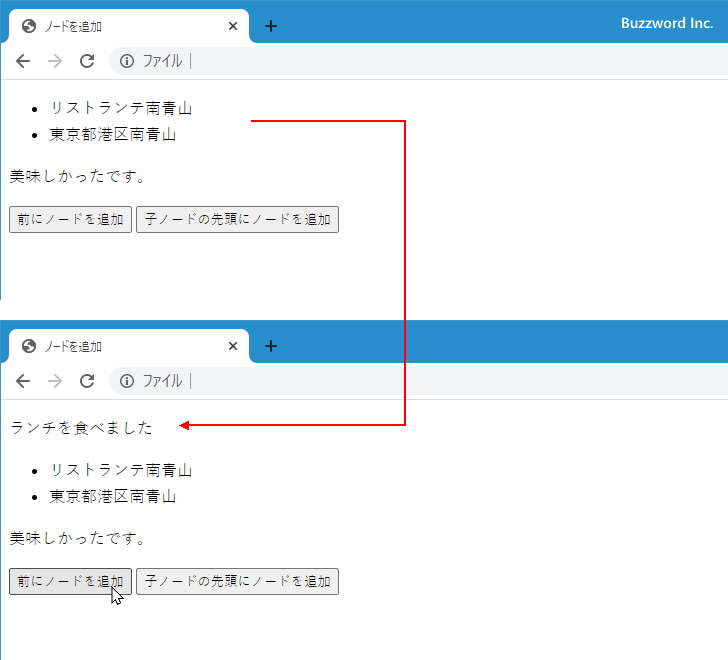 ノードを追加
Buzzword Inc.
ファイル
リストランテ南青山
東京都港区南青山
美味しかったです。
前にノードを追加 子ノードの先頭にノードを追加
ノードを追加
ファイル
ランチを食べました
リストランテ南青山
東京都港区南青山
美味しかったです。
前にノードを追加 子ノードの先頭にノードを追加